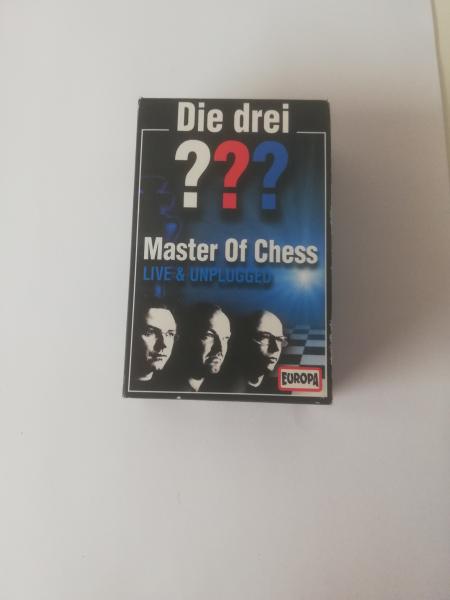 Die drei
???
Master Of Chess
LIVE & UNPLUGGED
EUROPA